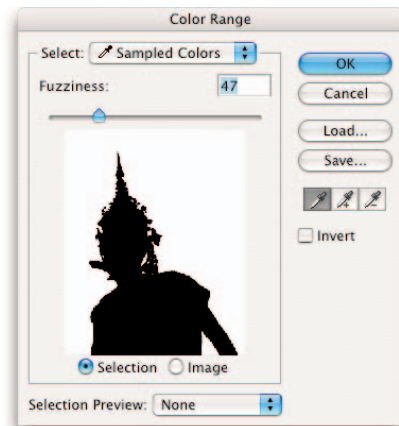 Color Range
Select: Sampled Colors
Fuzziness: 47
OK
Cancel
Load...
Save...
Invert
Selection Image
Selection Preview: None